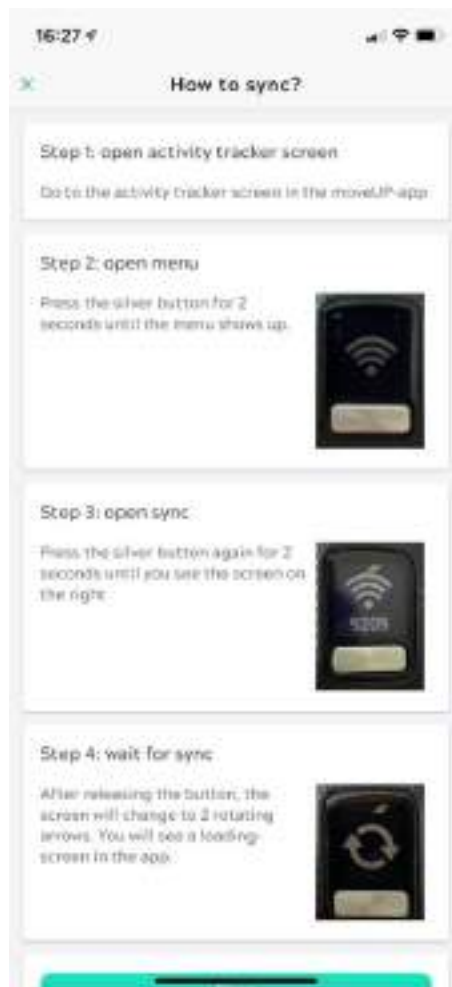 16:27
How to sync?
Step 1: open activity tracker screen
Go to the activity tracker screen in the moveUP-app
Step 2: open menu
Press the silver button for 2
seconds until the menu shows up.
Step 3: open sync
Press the silver button again for 2
seconds until you see the screen on
the right
9209
Step 4: wait for sync
After releasing the button, the
screen will change to 2 rotating
arrows. You will see a loading-
screen in the app.